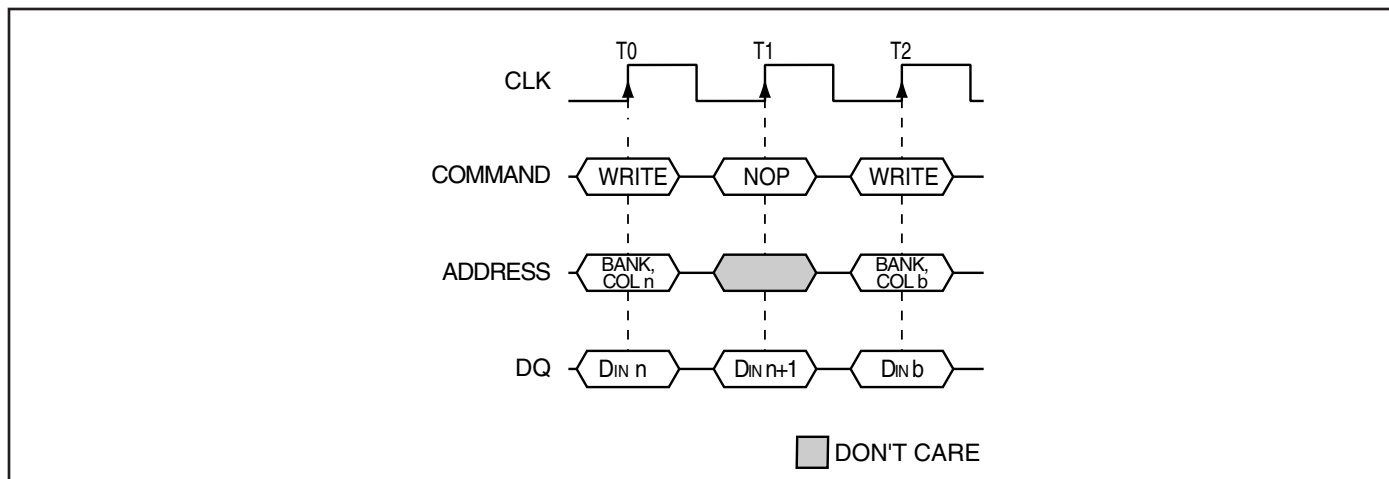 T0 T1 T2
CLK
COMMAND WRITE NOP WRITE
ADDRESS BANK, COL n BANK, COL b
DQ DIN n DIN n+1 DIN b
DON'T CARE